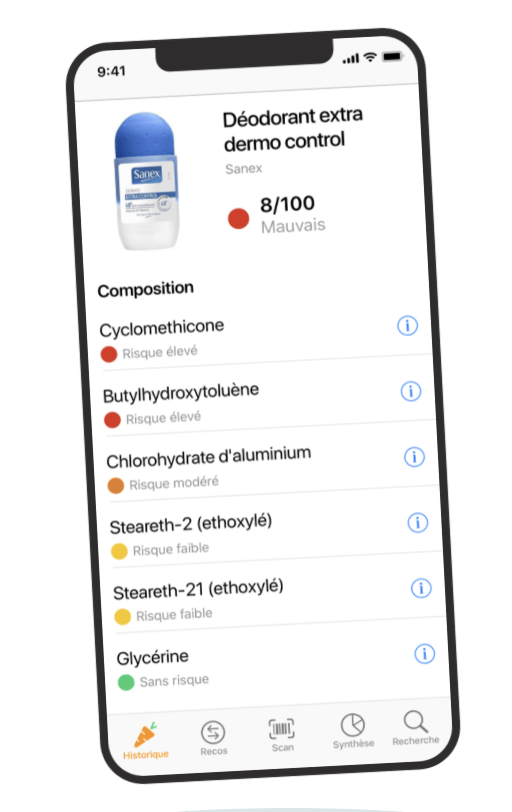 9:41
Déodorant extra
dermo control
Sanex
8/100
Mauvais
Sanex
Composition
Cyclomethicone
Risque élevé
Butylhydroxytoluène
Risque élevé
Chlorohydrate d'aluminium
Risque modéré
Steareth-2 (ethoxylé)
Risque faible
Steareth-21 (ethoxylé)
Risque faible
Glycérine
Sans risque
Historique
Recos
Scan
Synthèse
Recherche